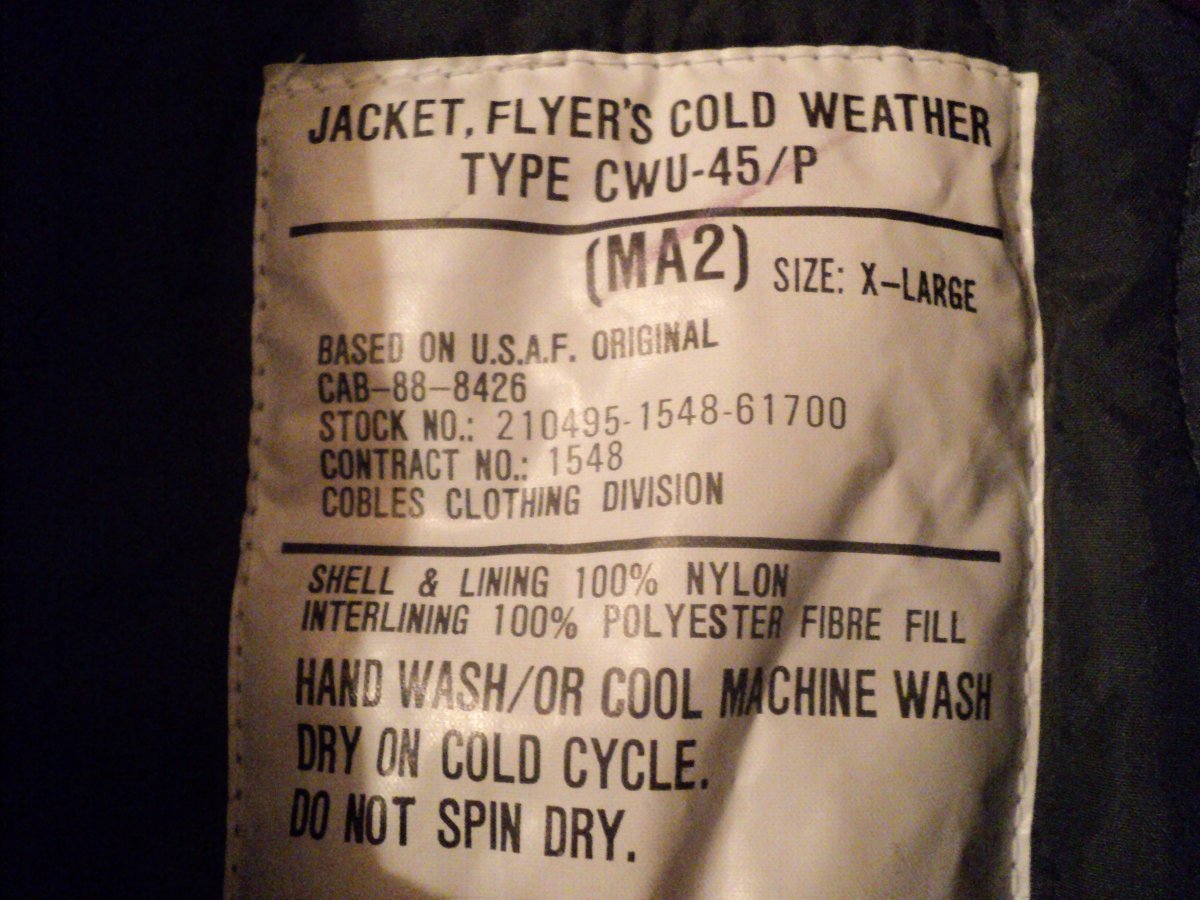 JACKET, FLYER'S COLD WEATHER
TYPE CWU-45/P
(MA2) SIZE: X-LARGE
BASED ON U.S.A.F. ORIGINAL
CAB-88-8426
STOCK NO.: 210495-1548-61700
CONTRACT NO.: 1548
COBLES CLOTHING DIVISION
SHELL & LINING 100% NYLON
INTERLINING 100% POLYESTER FIBRE FILL
HAND WASH/OR COOL MACHINE WASH
DRY ON COLD CYCLE.
DO NOT SPIN DRY.